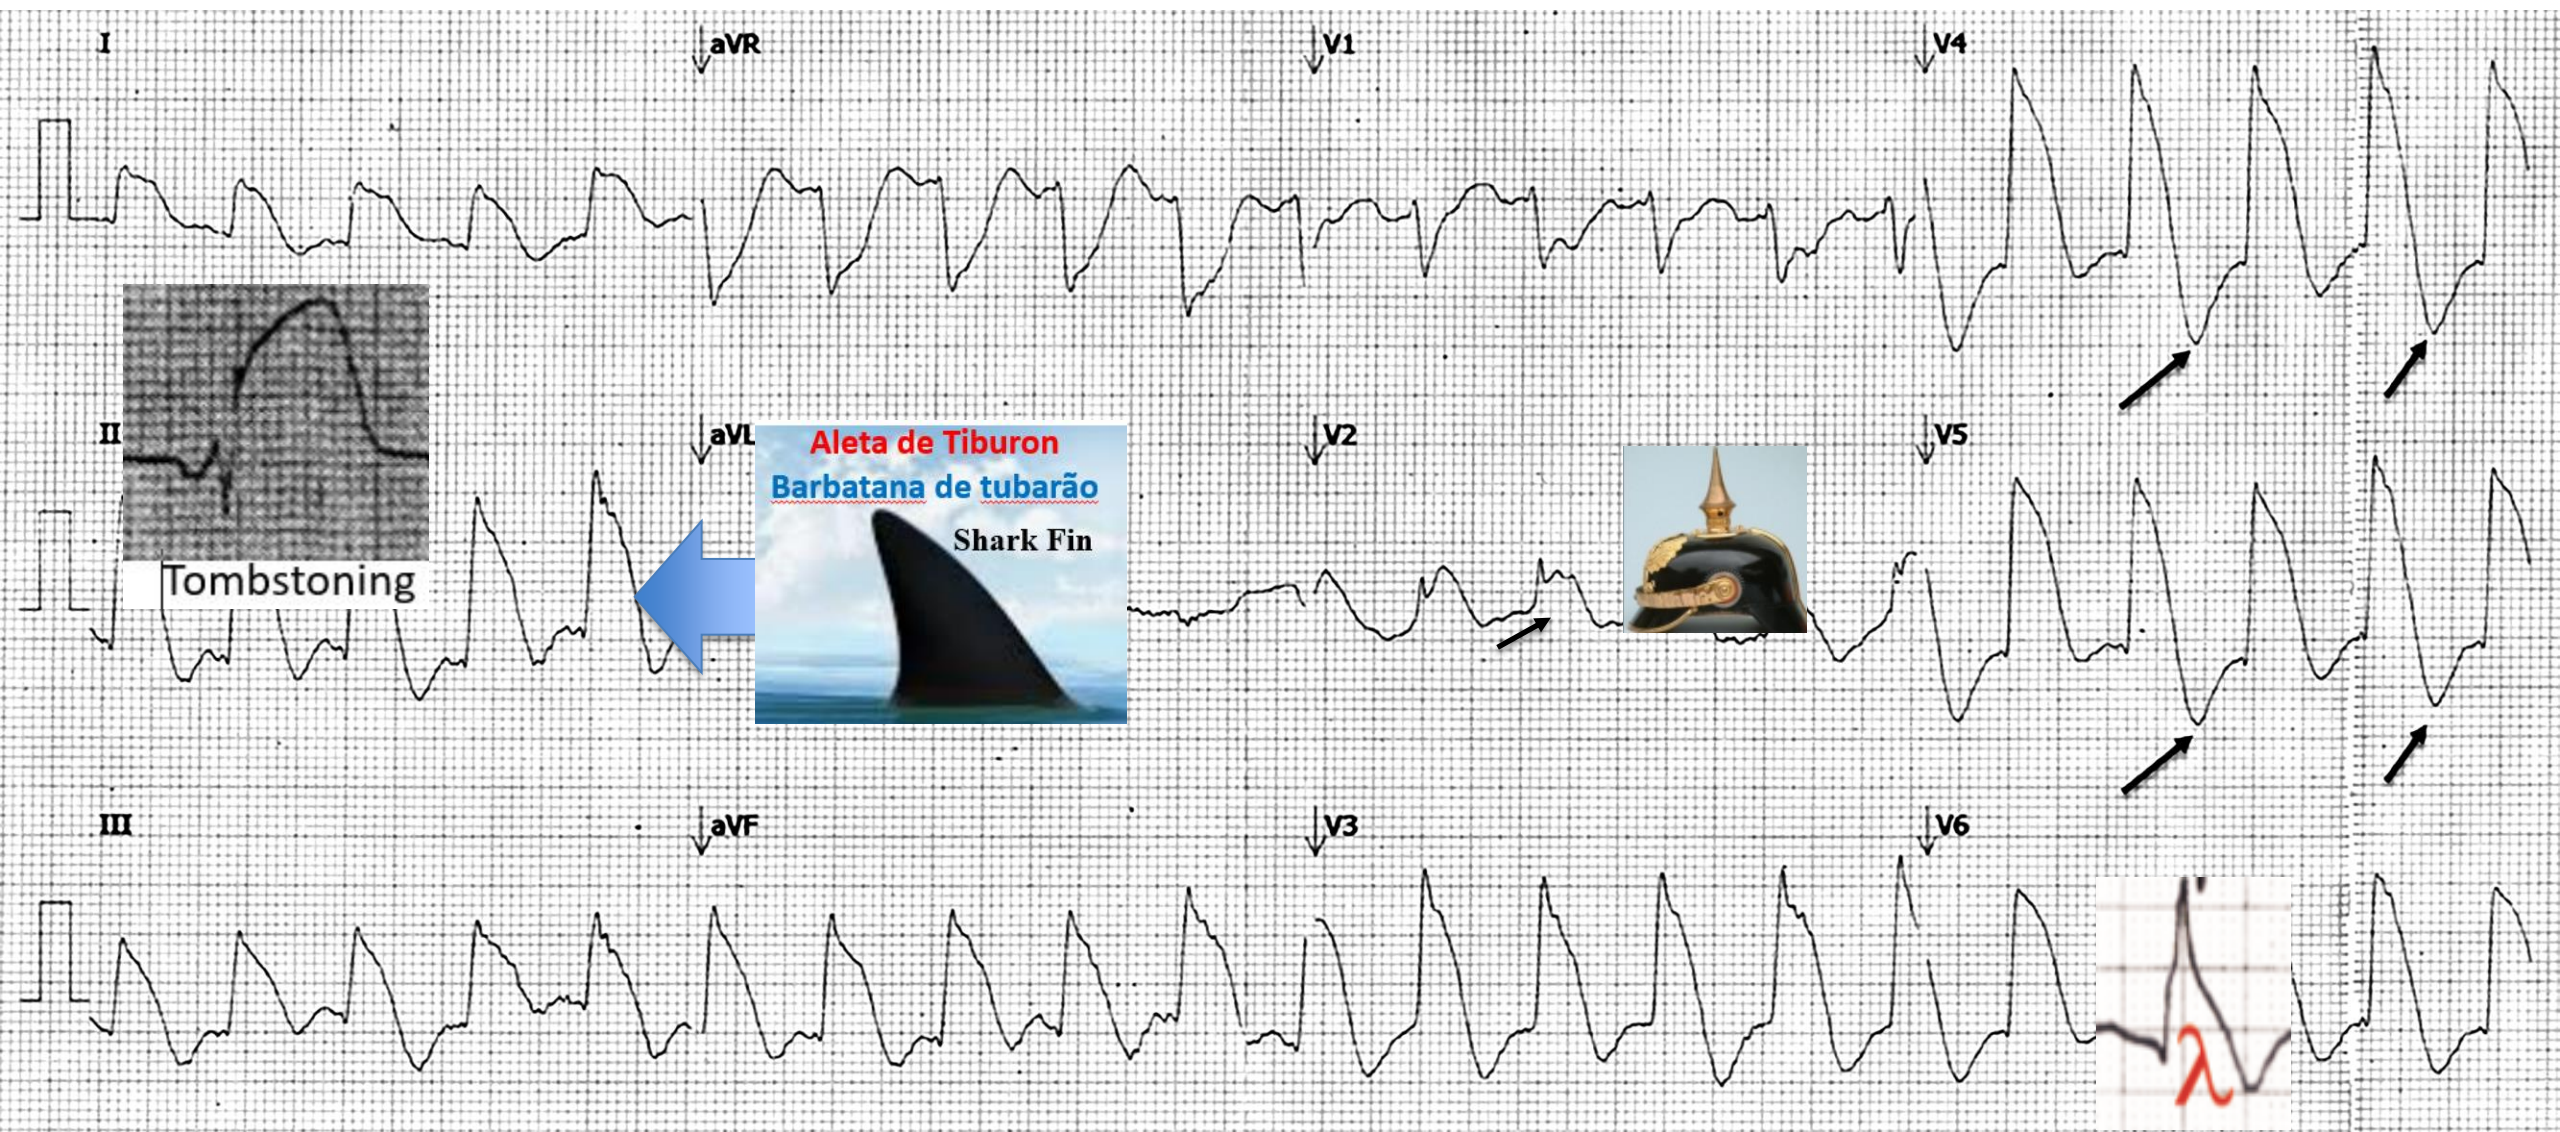 I
aVR
V1
V4
II
aVL
V2
V5
Tombstoning
Aleta de Tiburon
Barbatana de tubarão
Shark Fin
III
aVF
V3
V6
λ